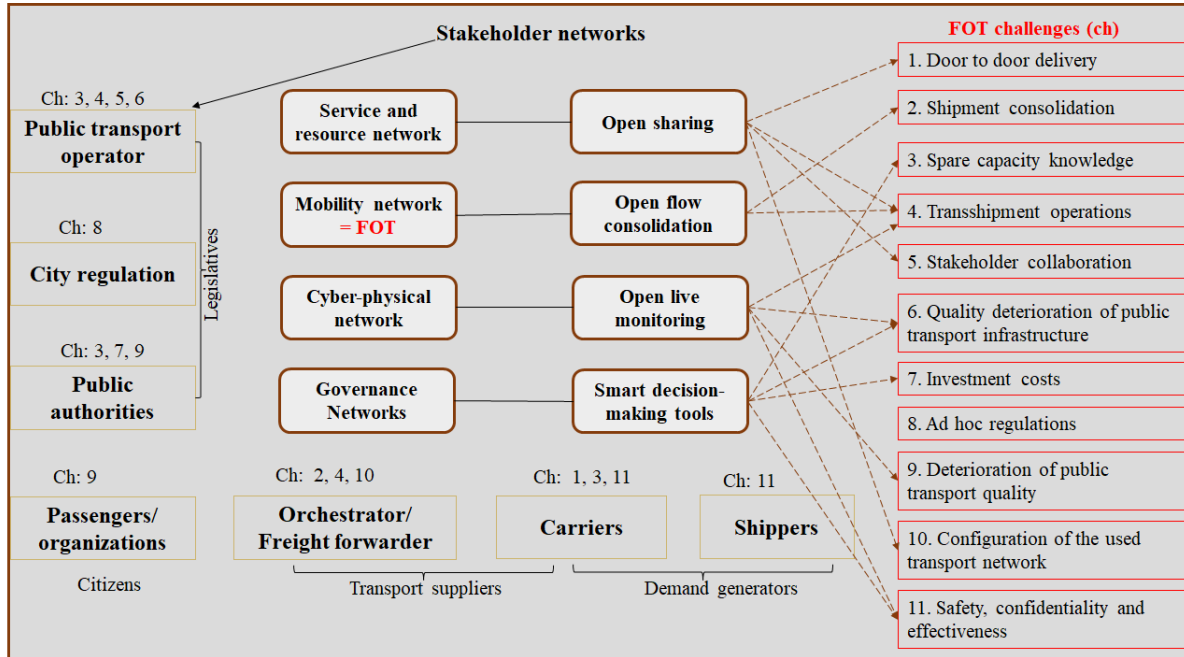 Stakeholder networks
FOT challenges (ch)
Ch: 3, 4, 5, 6
Public transport
operator
Ch: 8
City regulation
Ch: 3, 7, 9
Public
authorities
Legislatives
Service and
resource network
Open sharing
Mobility network
= FOT
Open flow
consolidation
Cyber-physical
network
Open live
monitoring
Governance
Networks
Smart decision-
making tools
1. Door to door delivery
2. Shipment consolidation
3. Spare capacity knowledge
4. Transshipment operations
5. Stakeholder collaboration
6. Quality deterioration of public
transport infrastructure
7. Investment costs
8. Ad hoc regulations
9. Deterioration of public
transport quality
10. Configuration of the used
transport network
11. Safety, confidentiality and
effectiveness
Ch: 9
Passengers/
organizations
Citizens
Ch: 2, 4, 10
Orchestrator/
Freight forwarder
Ch: 1, 3, 11
Carriers
Ch: 11
Shippers
Transport suppliers
Demand generators